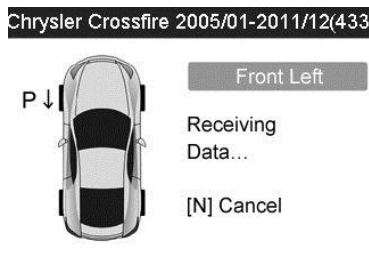 Chrysler Crossfire 2005/01-2011/12(433
Front Left
P↓
Receiving
Data...
[N] Cancel